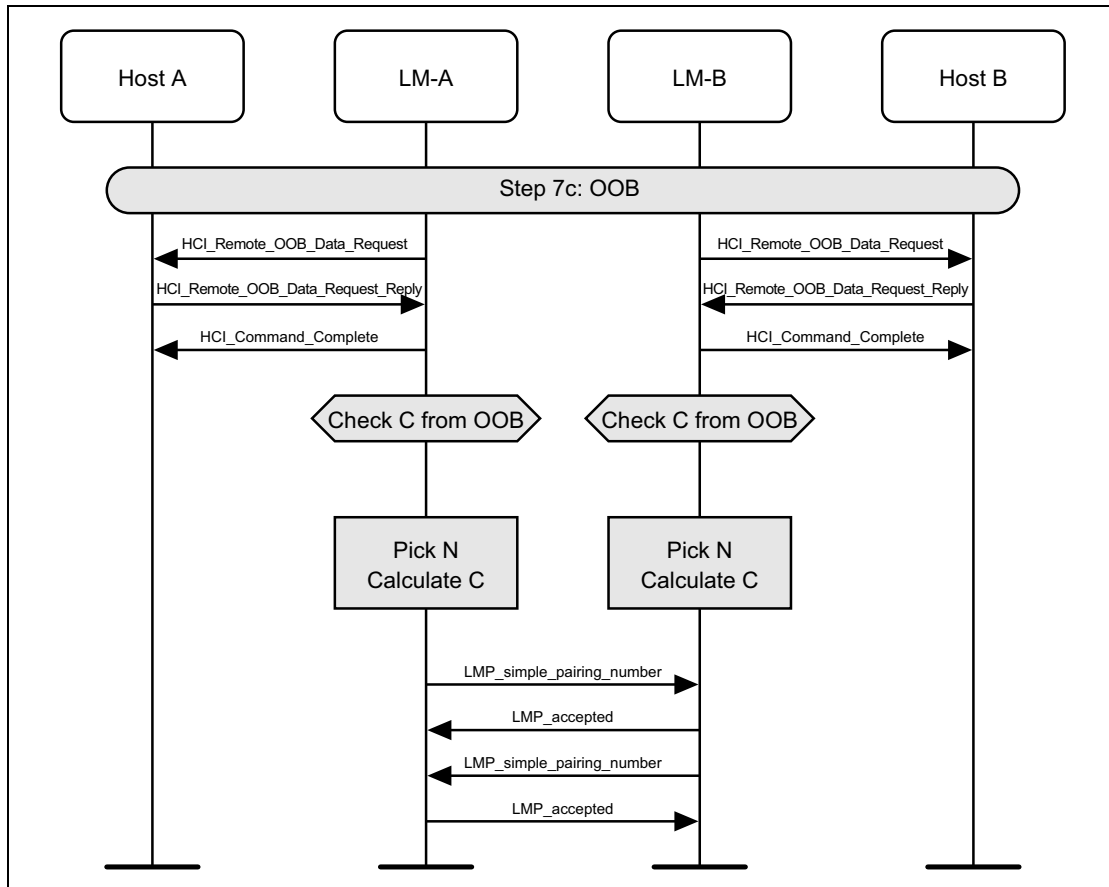 Host A
LM-A
LM-B
Host B
Step 7c: OOB
HCI_Remote_OOB_Data_Request
HCI_Remote_OOB_Data_Request
HCI_Remote_OOB_Data_Request_Reply
HCI_Remote_OOB_Data_Request_Reply
HCI_Command_Complete
HCI_Command_Complete
Check C from OOB
Check C from OOB
Pick N
Calculate C
Pick N
Calculate C
LMP_simple_pairing_number
LMP_accepted
LMP_simple_pairing_number
LMP_accepted